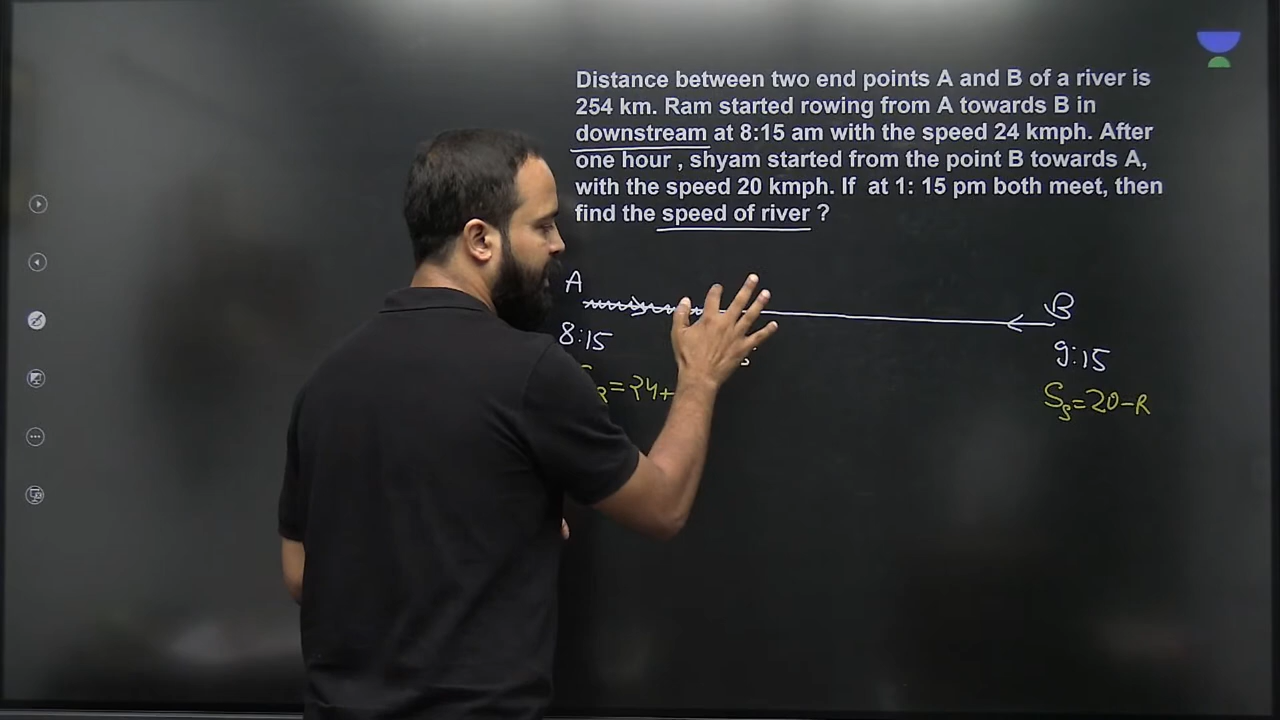 Distance between two end points A and B of a river is
254 km. Ram started rowing from A towards B in
downstream at 8:15 am with the speed 24 kmph. After
one hour , shyam started from the point B towards A,
with the speed 20 kmph. If at 1: 15 pm both meet, then
find the speed of river ?
A
B
8:15
9:15
R=24+
Ss=20-R